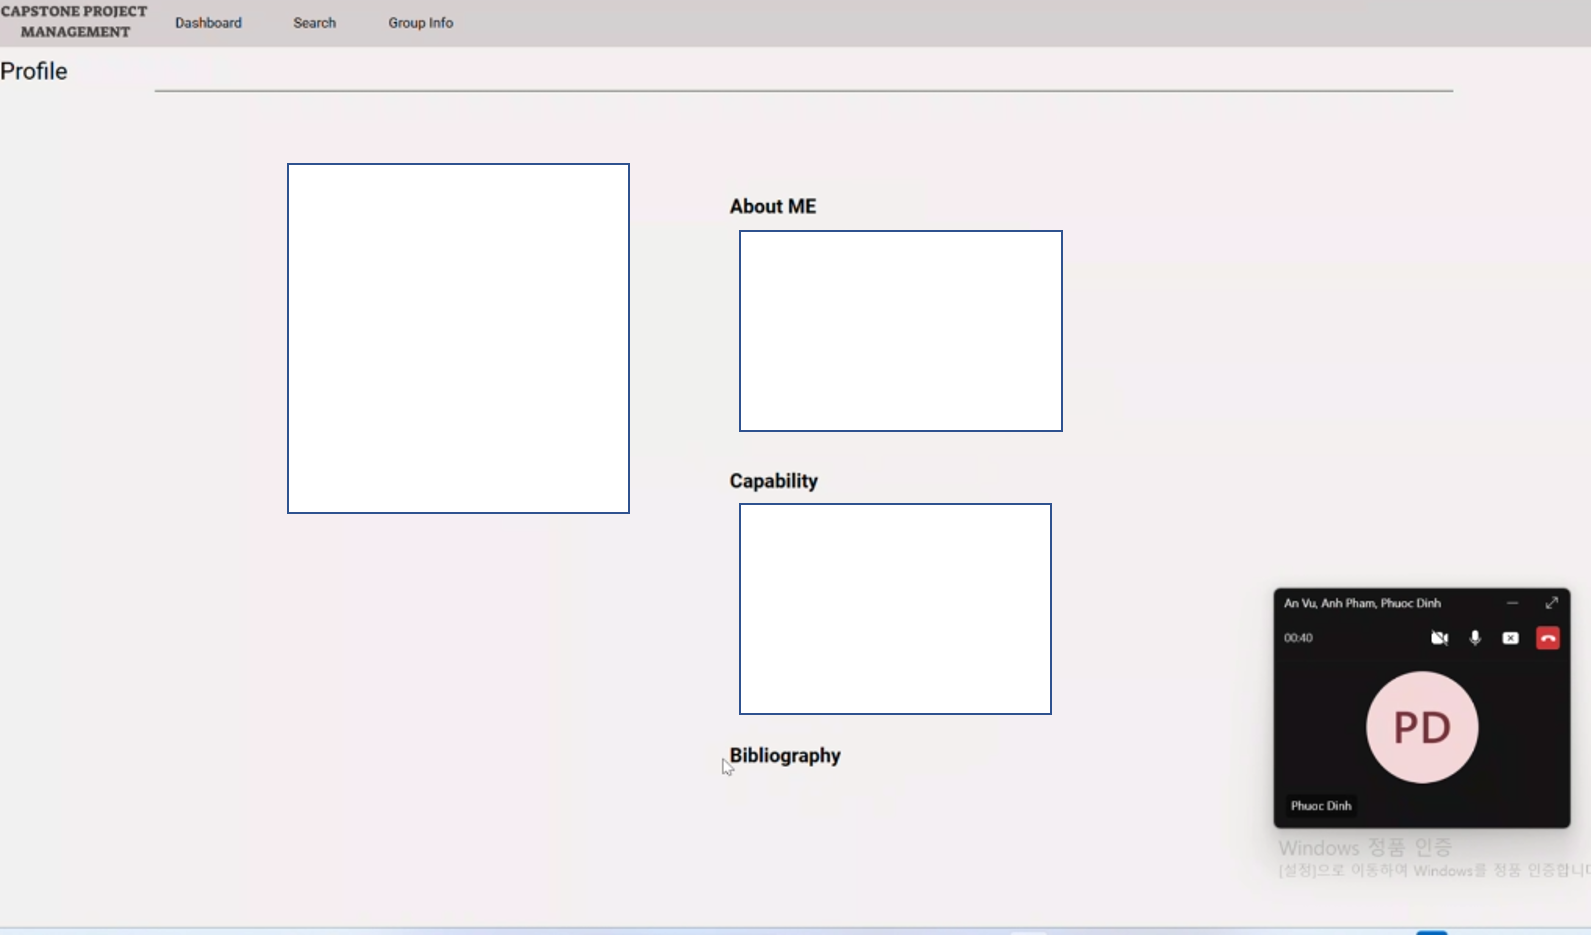 CAPSTONE PROJECT
MANAGEMENT
Dashboard
Search
Group Info
Profile
About ME
Capability
Bibliography
An Vu, Anh Pham, Phuoc Dinh
00:40
PD
Phuoc Dinh
Windows 정품 인증
[설정]으로 이동하여 Windows를 정품 인증합니다